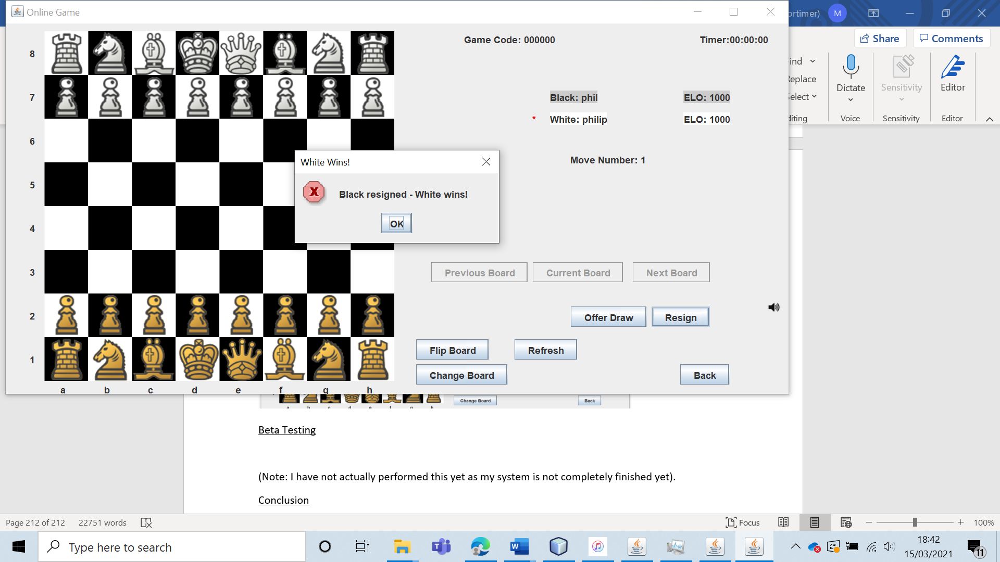 Online Game
ortimer)
M
Share
Comments
ind
Replace
Select
Dictate
Sensitivity
Editor
diting
Voice
Sensitivity
Editor
Game Code: 000000
Timer:00:00:00
Black: phil
ELO: 1000
* White: philip
ELO: 1000
Move Number: 1
8
7
6
5
4
3
2
1
a b c d e f g h
White Wins!
X
Black resigned - White wins!
OK
Previous Board
Current Board
Next Board
Offer Draw
Resign
Flip Board
Refresh
Change Board
Back
Change Board
Back
Beta Testing
(Note: I have not actually performed this yet as my system is not completely finished yet).
Conclusion
Page 212 of 212
22751 words
Focus
100%
Type here to search
T
W
18:42
15/03/2021
11